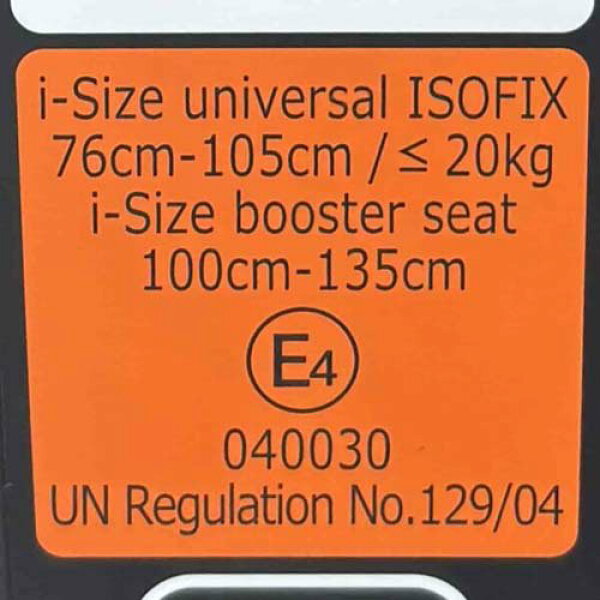 i-Size universal ISOFIX
76cm-105cm / ≤ 20kg
i-Size booster seat
100cm-135cm
E4
040030
UN Regulation No.129/04